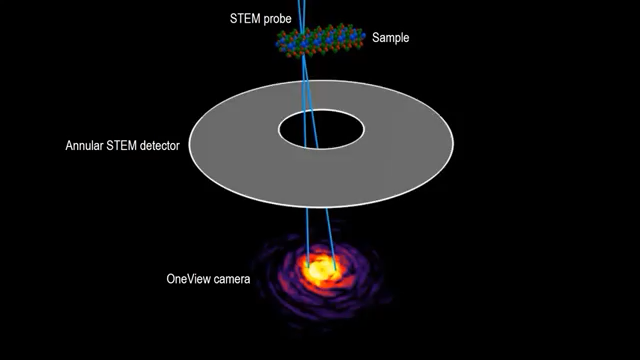 STEM probe
Sample
Annular STEM detector
OneView camera